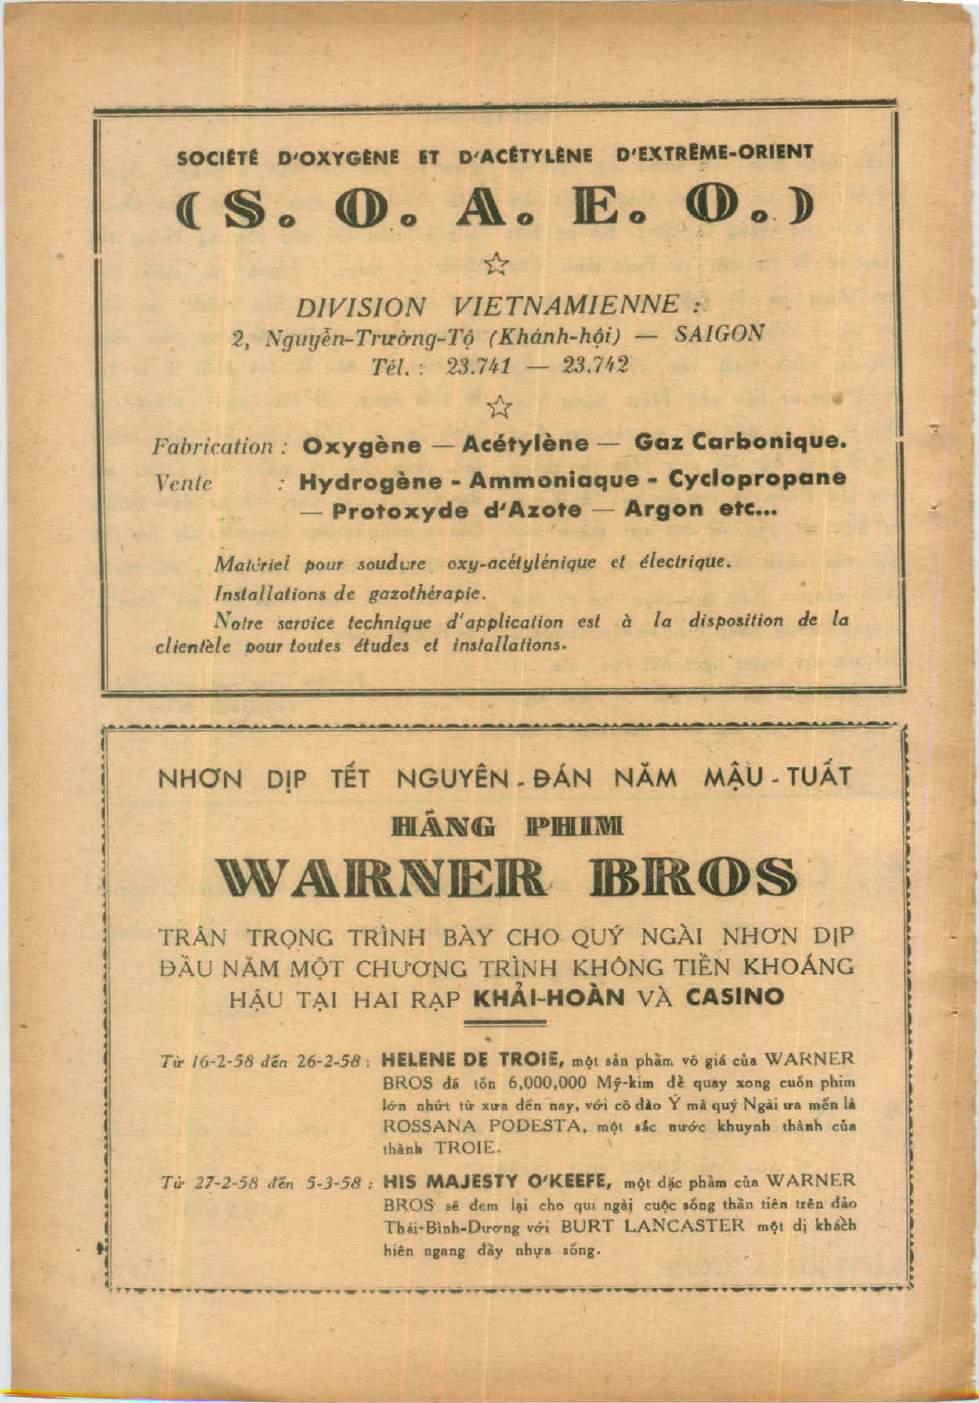 SOCIÉTÉ D'OXYGÈNE ET D'ACÉTYLÈNE D'EXTRÊME-ORIENT
( S. O. A. E. O. )
DIVISION VIETNAMIENNE :
2, Nguyễn-Trường-Tộ (Khánh-hội) — SAIGON
Tél. : 23.741 — 23.742
Fabrication : Oxygène — Acétylène — Gaz Carbonique.
Vente : Hydrogène - Ammoniaque - Cyclopropane
— Protoxyde d'Azote — Argon etc...
Matériel pour soudure oxy-acétylénique et électrique.
Installations de gazothérapie.
Notre service technique d'application est à la disposition de la
clientèle pour toutes études et installations.
NHƠN DỊP TẾT NGUYÊN - ĐÁN NĂM MẬU - TUẤT
HÃNG PHIM
WARNER BROS
TRÂN TRỌNG TRÌNH BÀY CHO QUÝ NGÀI NHƠN DỊP
ĐẦU NĂM MỘT CHƯƠNG TRÌNH KHÔNG TIỀN KHOÁNG
HẬU TẠI HAI RẠP KHẢI-HOÀN VÀ CASINO
Từ 16-2-58 đến 26-2-58 : HELENE DE TROIE, một sản phẩm vô giá của WARNER
BROS đã tốn 6,000,000 Mỹ-kim để quay xong cuốn phim
lớn nhứt từ xưa đến nay, với cô đào Ý mà quý Ngài ưa mến là
ROSSANA PODESTA, một sắc nước khuynh thành của
thành TROIE.
Từ 27-2-58 đến 5-3-58 : HIS MAJESTY O'KEEFE, một đặc phẩm của WARNER
BROS sẽ đem lại cho quí ngài cuộc sống thần tiên trên đảo
Thái-Bình-Dương với BURT LANCASTER một dị khách
hiên ngang đầy nhựa sống.